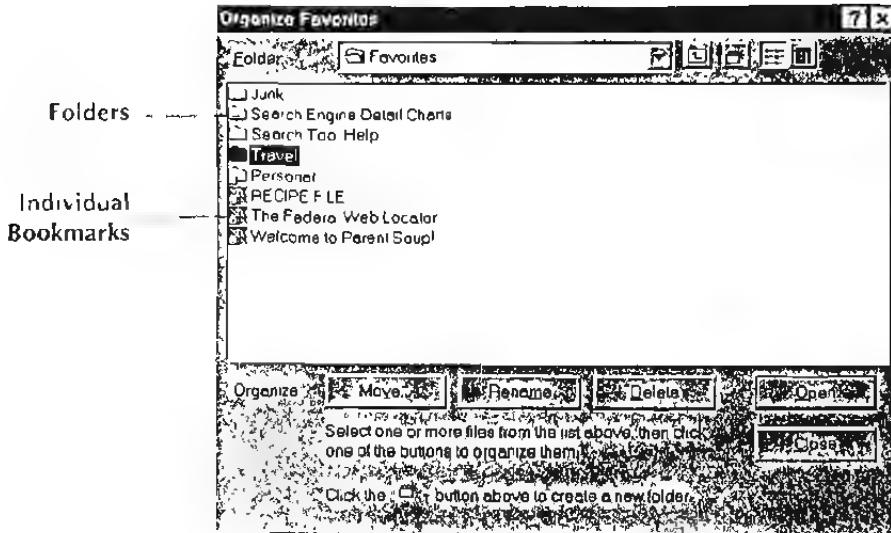 Organize Favorites
Folder
Favorites
Junk
Search Engine Detail Charts
Search Too Help
Travel
Personal
RECIPE F LE
The Federa Web Locator
Welcome to Parent Soup!
Folders
Individual
Bookmarks
Organize
Move...
Rename...
Delete
Open
Close
Select one or more files from the list above, then click
one of the buttons to organize them.
Click the button above to create a new folder.